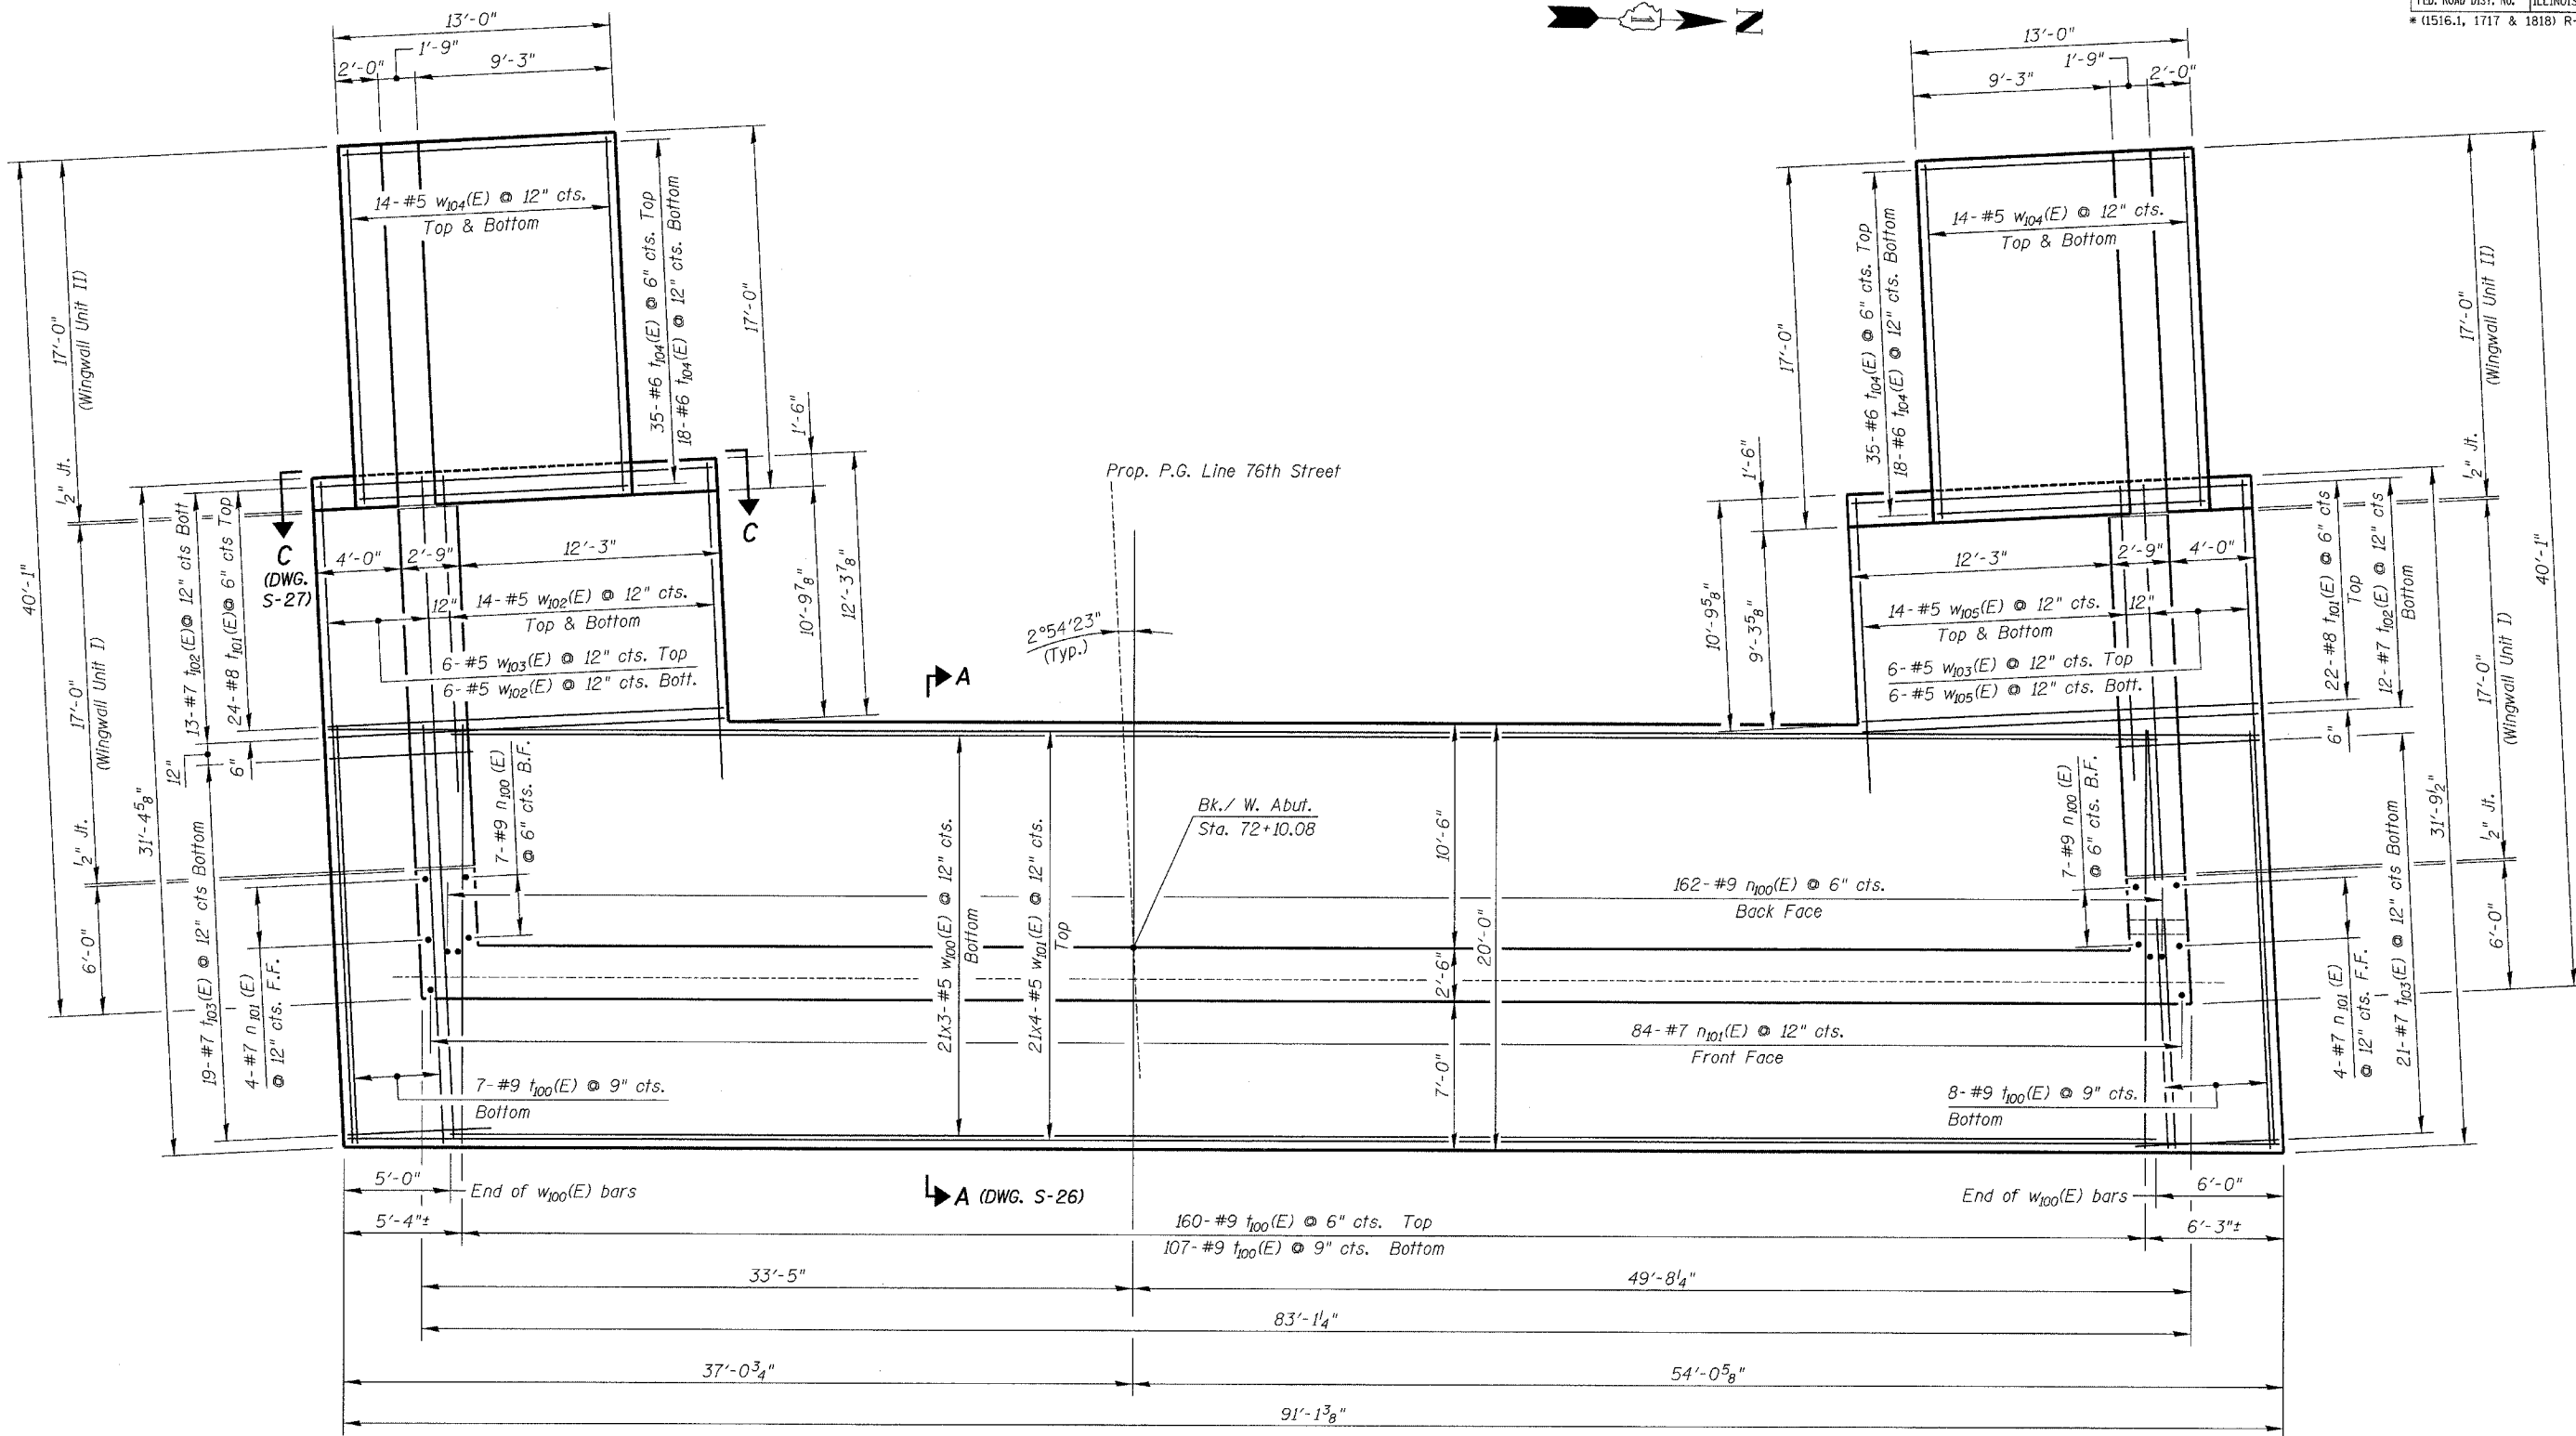 FED. ROAD DIST. NO. ILLINOIS
* (1516.1, 1717 & 1818) R-
N
13'-0"
1'-9"
2'-0"
9'-3"
13'-0"
1'-9"
9'-3"
2'-0"
14-#5 w104(E) @ 12" cts.
Top & Bottom
35-#6 t104(E) @ 6" cts. Top
18-#6 t104(E) @ 12" cts. Bottom
17'-0"
1'-6"
17'-0"
(Wingwall Unit II)
1/2" Jt.
40'-1"
17'-0"
(Wingwall Unit I)
1/2" Jt.
6'-0"
31'-4 5/8"
13-#7 t102(E)@ 12" cts Bott
24-#8 t101(E)@ 6" cts Top
12"
6"
19-#7 t103(E) @ 12" cts Bottom
4-#7 n101(E)
@ 12" cts. F.F.
C
(DWG.
S-27)
C
4'-0"
2'-9"
12'-3"
12"
14-#5 w102(E) @ 12" cts.
Top & Bottom
6-#5 w103(E) @ 12" cts. Top
6-#5 w102(E) @ 12" cts. Bott.
10'-9 7/8"
12'-3 7/8"
7-#9 n100(E)
@ 6" cts. B.F.
7-#9 t100(E) @ 9" cts.
Bottom
Prop. P.G. Line 76th Street
2°54'23"
(Typ.)
A
Bk./ W. Abut.
Sta. 72+10.08
21x3-#5 w100(E) @ 12" cts.
Bottom
21x4-#5 w101(E) @ 12" cts.
Top
10'-6"
2'-6"
7'-0"
20'-0"
162-#9 n100(E) @ 6" cts.
Back Face
84-#7 n101(E) @ 12" cts.
Front Face
14-#5 w104(E) @ 12" cts.
Top & Bottom
35-#6 t104(E) @ 6" cts. Top
18-#6 t104(E) @ 12" cts. Bottom
17'-0"
1'-6"
10'-9 5/8"
9'-3 5/8"
12'-3"
2'-9"
4'-0"
14-#5 w105(E) @ 12" cts.
12"
Top & Bottom
6-#5 w103(E) @ 12" cts. Top
6-#5 w105(E) @ 12" cts. Bott.
22-#8 t101(E) @ 6" cts
Top
12-#7 t102(E) @ 12" cts
Bottom
6"
7-#9 n100(E)
@ 6" cts. B.F.
4-#7 n101(E)
@ 12" cts. F.F.
21-#7 t103(E) @ 12" cts Bottom
31'-9 1/2"
17'-0"
(Wingwall Unit II)
1/2" Jt.
17'-0"
(Wingwall Unit I)
1/2" Jt.
6'-0"
40'-1"
8-#9 t100(E) @ 9" cts.
Bottom
5'-0"
End of w100(E) bars
A (DWG. S-26)
End of w100(E) bars
6'-0"
5'-4"±
160-#9 t100(E) @ 6" cts. Top
107-#9 t100(E) @ 9" cts. Bottom
6'-3"±
33'-5"
49'-8 1/4"
83'-1 1/4"
37'-0 3/4"
54'-0 5/8"
91'-1 3/8"